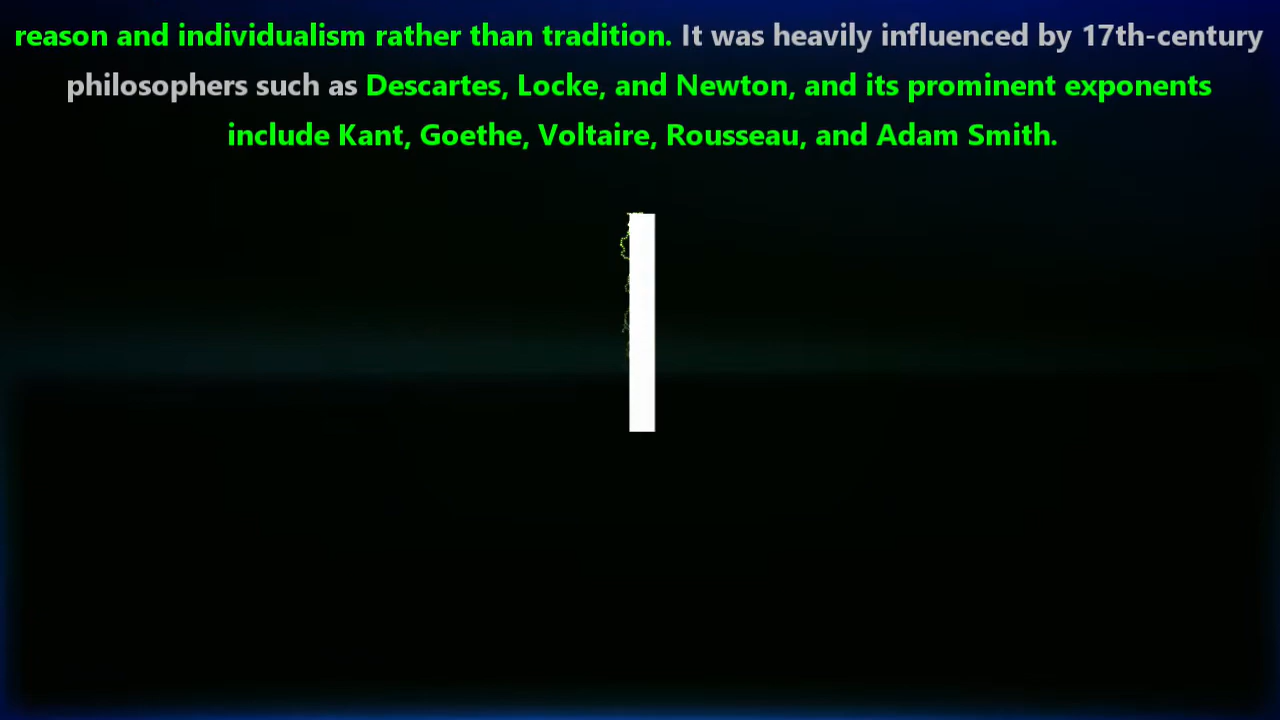 reason and individualism rather than tradition. It was heavily influenced by 17th-century
philosophers such as Descartes, Locke, and Newton, and its prominent exponents
include Kant, Goethe, Voltaire, Rousseau, and Adam Smith.